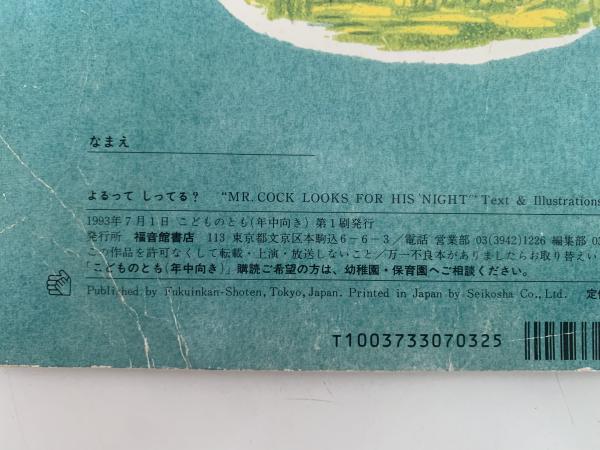 なまえ
よるって しってる？ "MR. COCK LOOKS FOR HIS 'NIGHT'" Text & Illustrations
1993年7月1日 こどものとも(年中向き) 第1刷発行
発行所 福音館書店 113 東京都文京区本駒込6-6-3／電話 営業部 03(3942)1226 編集部 03
この作品を許可なくして転載・上演・放送しないこと／万一不良本がありましたらお取り替えい
「こどものとも(年中向き)」購読ご希望の方は、幼稚園・保育園へご相談ください。
Published by Fukuinkan-Shoten, Tokyo, Japan. Printed in Japan by Seikosha Co., Ltd. 定価
T1003733070325